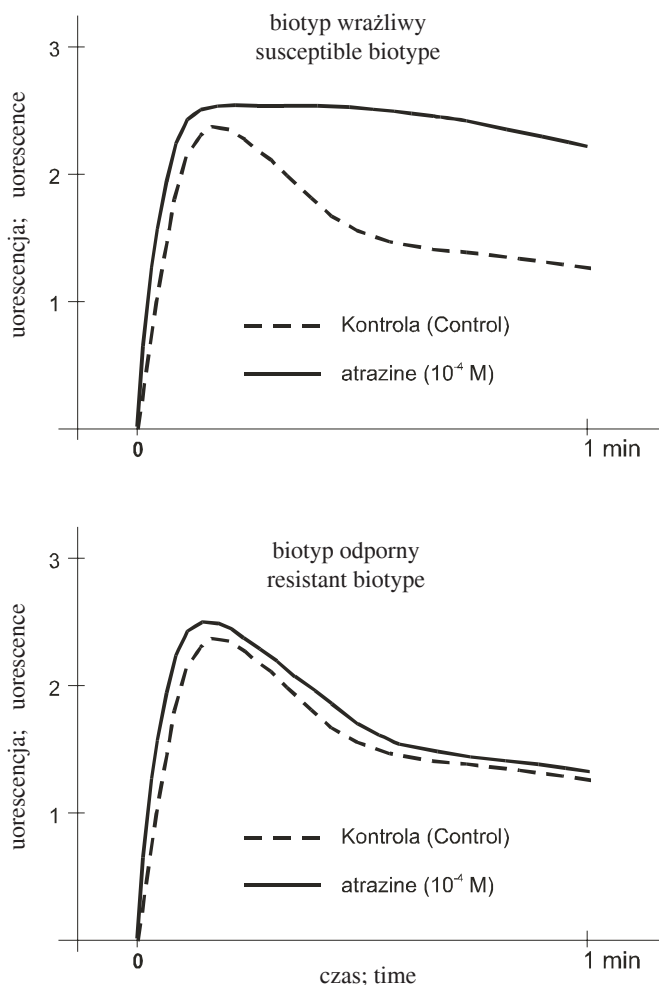 biotyp wrażliwy
susceptible biotype
3
2
1
uorescencja; uorescence
Kontrola (Control)
atrazine (10⁻⁴ M)
0
1 min
biotyp odporny
resistant biotype
3
2
1
uorescencja; uorescence
Kontrola (Control)
atrazine (10⁻⁴ M)
0
1 min
czas; time